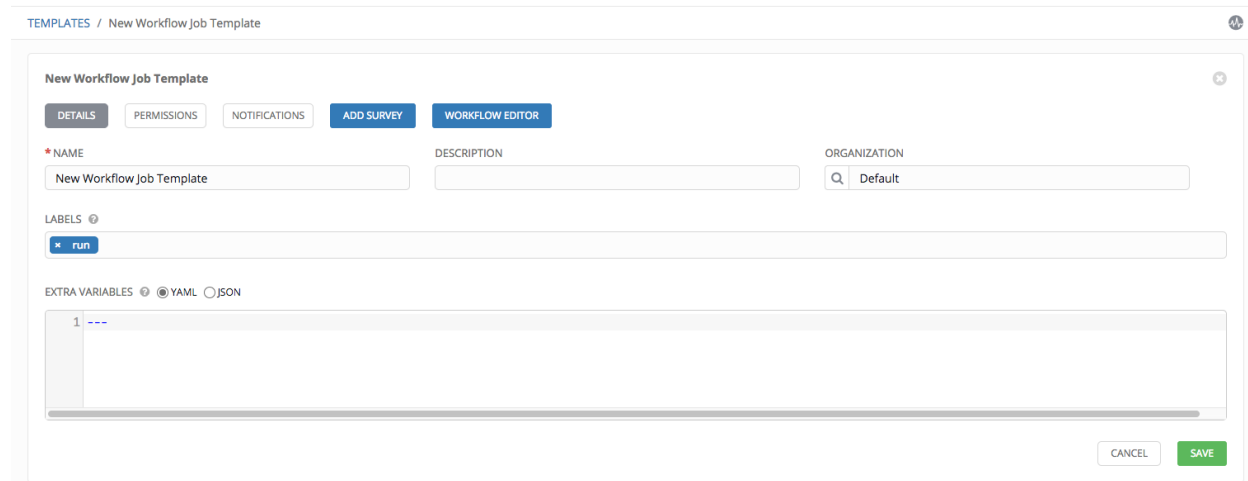 TEMPLATES / New Workflow Job Template
New Workflow Job Template
DETAILS PERMISSIONS NOTIFICATIONS ADD SURVEY WORKFLOW EDITOR
* NAME DESCRIPTION ORGANIZATION
New Workflow Job Template Default
LABELS ?
× run
EXTRA VARIABLES ? YAML JSON
1 ---
CANCEL SAVE